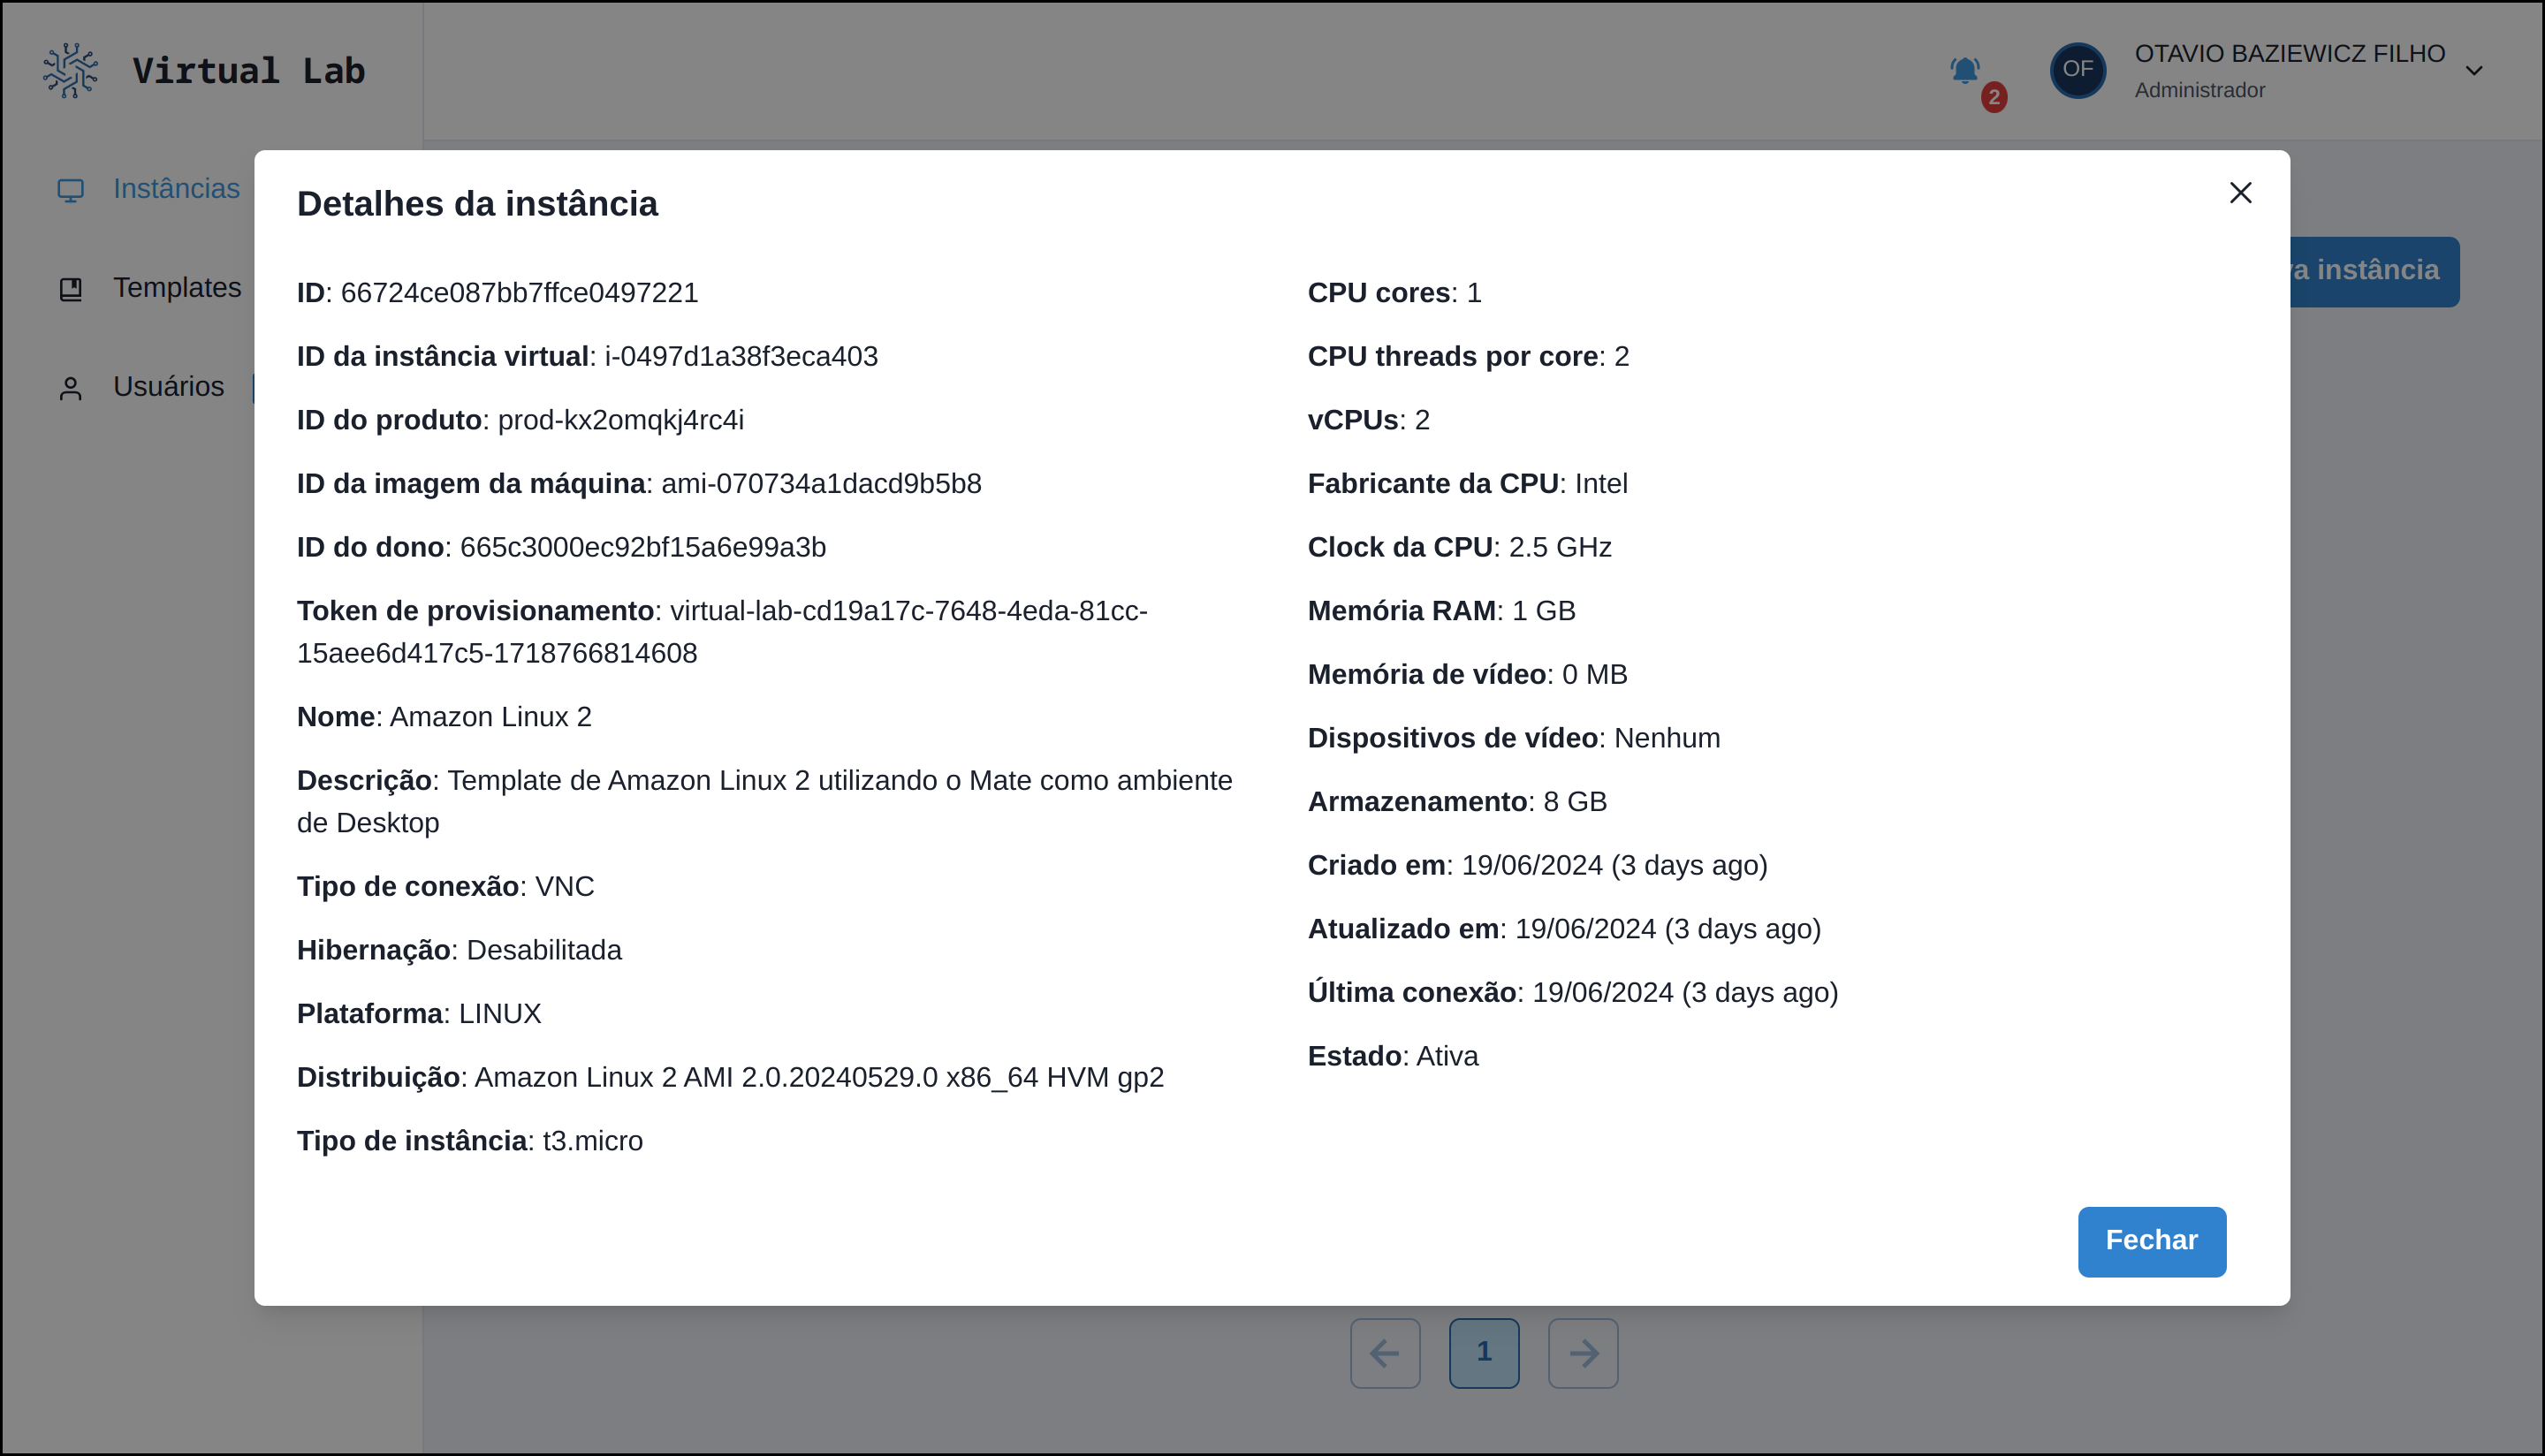 Virtual Lab
2
OF
OTAVIO BAZIEWICZ FILHO
Administrador
Instâncias
Templates
Usuários
instância
Detalhes da instância
ID: 66724ce087bb7ffce0497221
ID da instância virtual: i-0497d1a38f3eca403
ID do produto: prod-kx2omqkj4rc4i
ID da imagem da máquina: ami-070734a1dacd9b5b8
ID do dono: 665c3000ec92bf15a6e99a3b
Token de provisionamento: virtual-lab-cd19a17c-7648-4eda-81cc-
15aee6d417c5-1718766814608
Nome: Amazon Linux 2
Descrição: Template de Amazon Linux 2 utilizando o Mate como ambiente
de Desktop
Tipo de conexão: VNC
Hibernação: Desabilitada
Plataforma: LINUX
Distribuição: Amazon Linux 2 AMI 2.0.20240529.0 x86_64 HVM gp2
Tipo de instância: t3.micro
CPU cores: 1
CPU threads por core: 2
vCPUs: 2
Fabricante da CPU: Intel
Clock da CPU: 2.5 GHz
Memória RAM: 1 GB
Memória de vídeo: 0 MB
Dispositivos de vídeo: Nenhum
Armazenamento: 8 GB
Criado em: 19/06/2024 (3 days ago)
Atualizado em: 19/06/2024 (3 days ago)
Última conexão: 19/06/2024 (3 days ago)
Estado: Ativa
Fechar
1